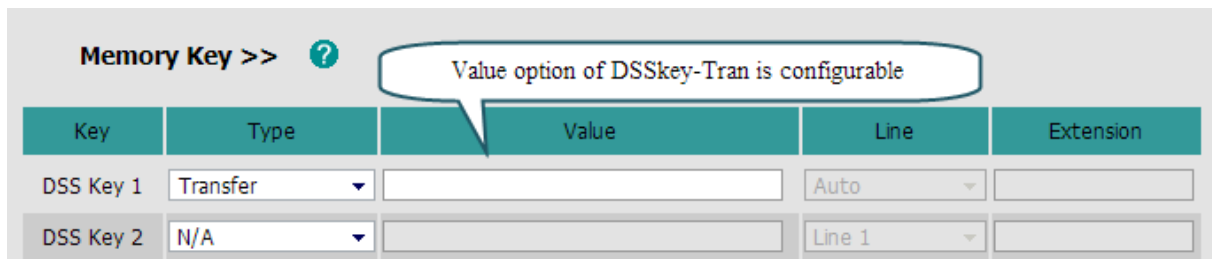 Memory Key >> ?
Value option of DSSkey-Tran is configurable
Key Type Value Line Extension
DSS Key 1 Transfer Auto
DSS Key 2 N/A Line 1